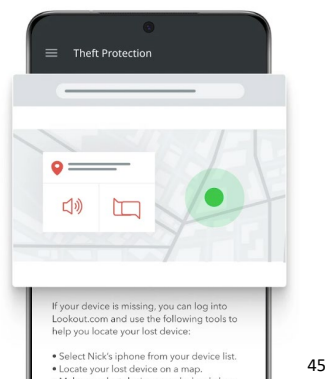 Theft Protection
If your device is missing, you can log into
Lookout.com and use the following tools to
help you locate your lost device:
• Select Nick's iphone from your device list.
• Locate your lost device on a map.
45